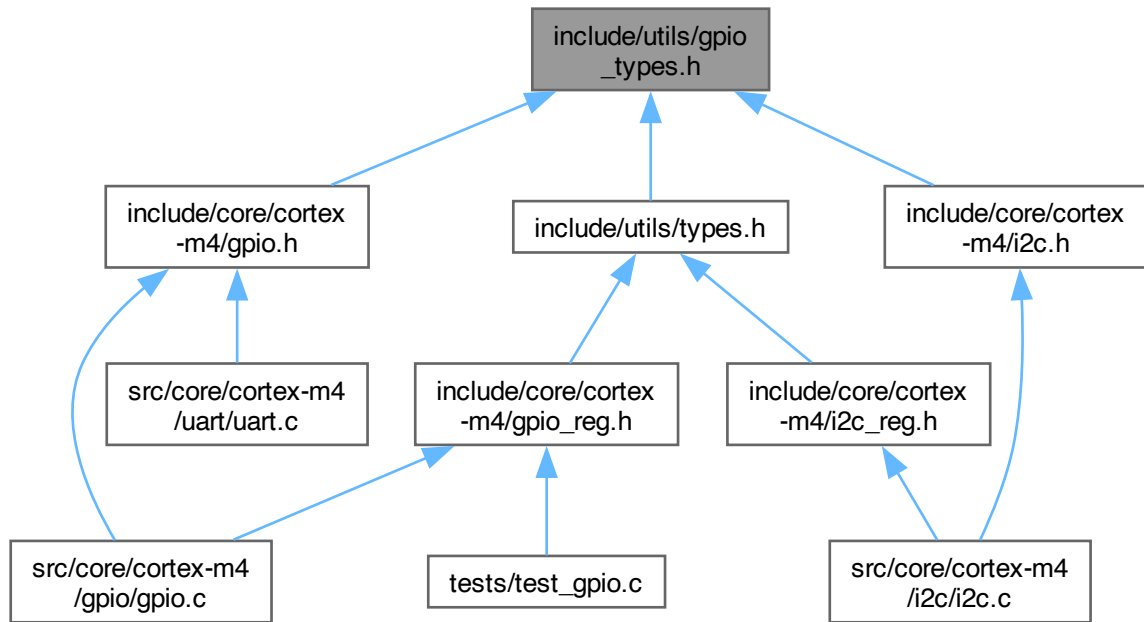 include/utils/gpio
_types.h
include/core/cortex
-m4/gpio.h
include/utils/types.h
include/core/cortex
-m4/i2c.h
src/core/cortex-m4
/uart/uart.c
include/core/cortex
-m4/gpio_reg.h
include/core/cortex
-m4/i2c_reg.h
src/core/cortex-m4
/gpio/gpio.c
tests/test_gpio.c
src/core/cortex-m4
/i2c/i2c.c